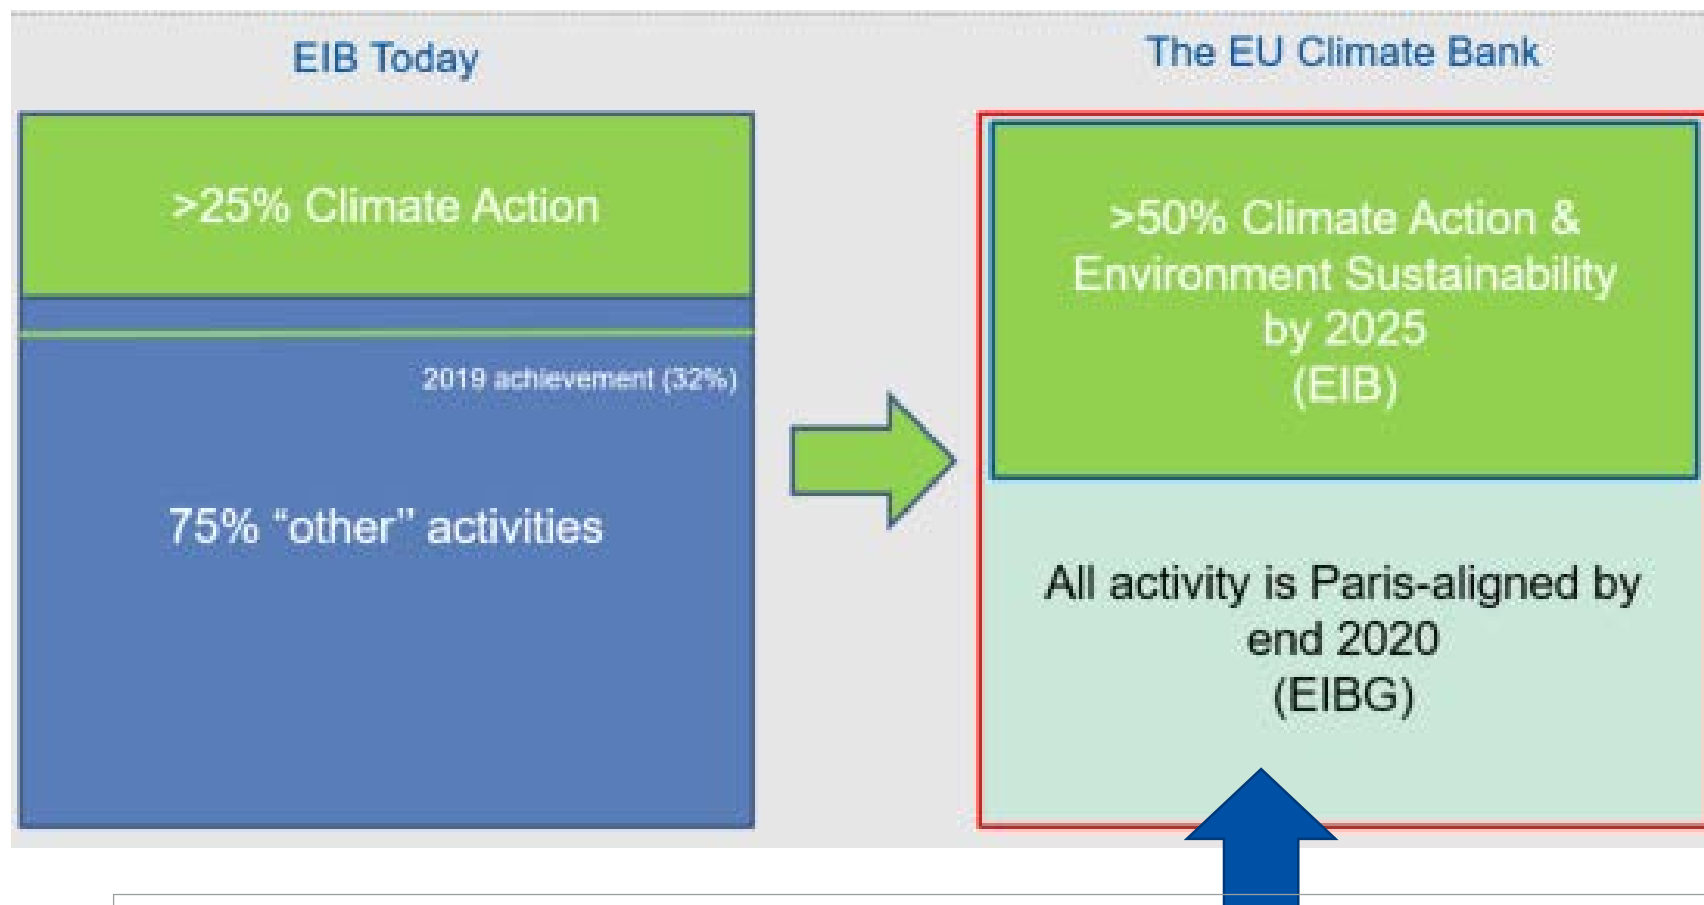 EIB Today
>25% Climate Action
2019 achievement (32%)
75% “other” activities
The EU Climate Bank
>50% Climate Action &
Environment Sustainability
by 2025
(EIB)
All activity is Paris-aligned by
end 2020
(EIBG)